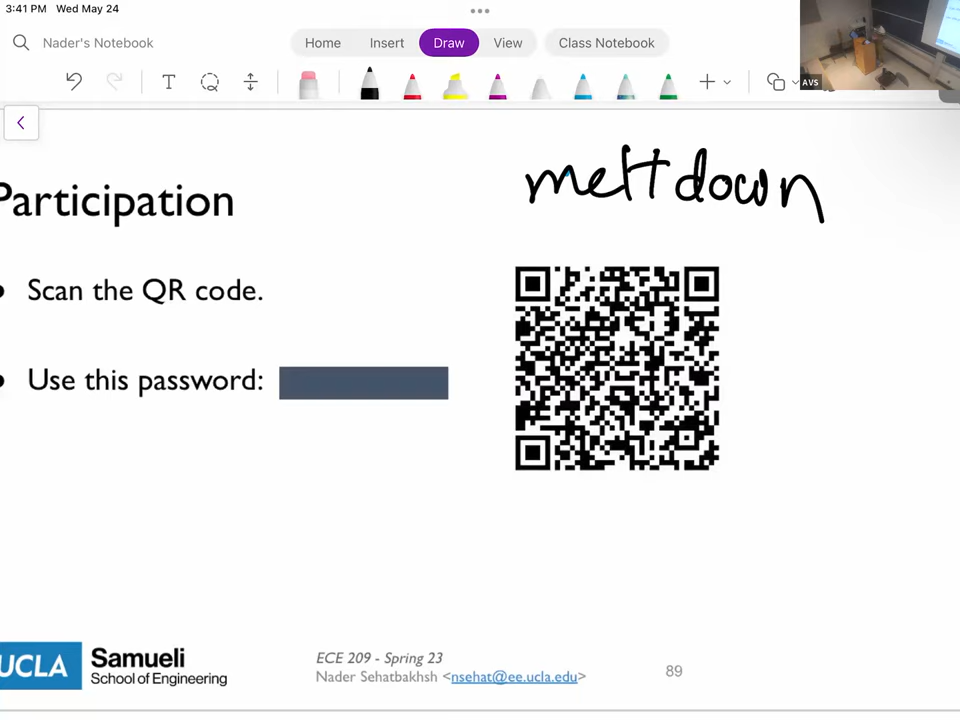 3:41 PM Wed May 24
Nader's Notebook
Home Insert Draw View Class Notebook
T
AVS
meltdown
Participation
• Scan the QR code.
• Use this password:
UCLA Samueli
School of Engineering
ECE 209 - Spring 23
Nader Sehatbakhsh <nsehat@ee.ucla.edu>
89